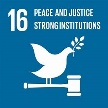 16 PEACE AND JUSTICE
STRONG INSTITUTIONS